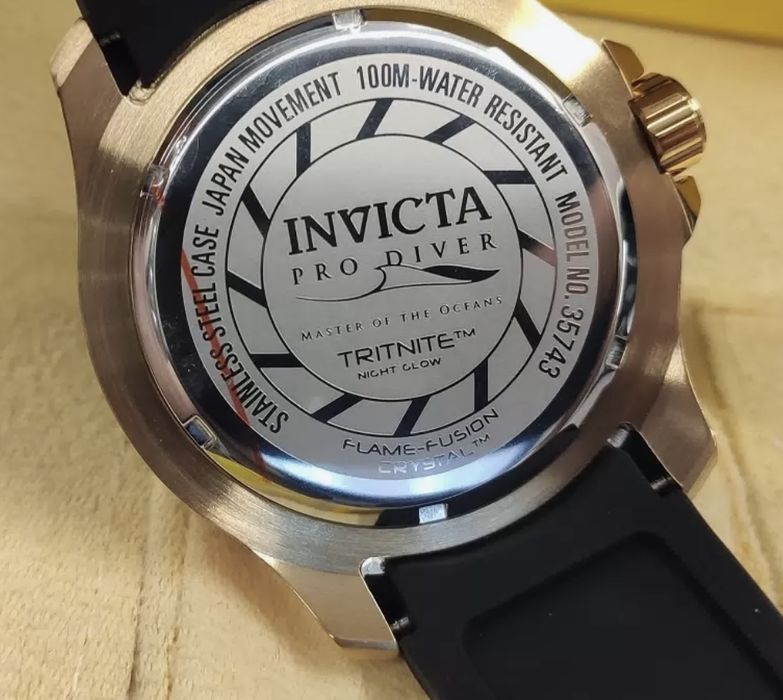 STAINLESS STEEL CASE JAPAN MOVEMENT 100M-WATER RESISTANT MODEL NO. 35743
INVICTA
PRO DIVER
MASTER OF THE OCEANS
TRITNITE™
NIGHT GLOW
FLAME-FUSION
CRYSTAL™